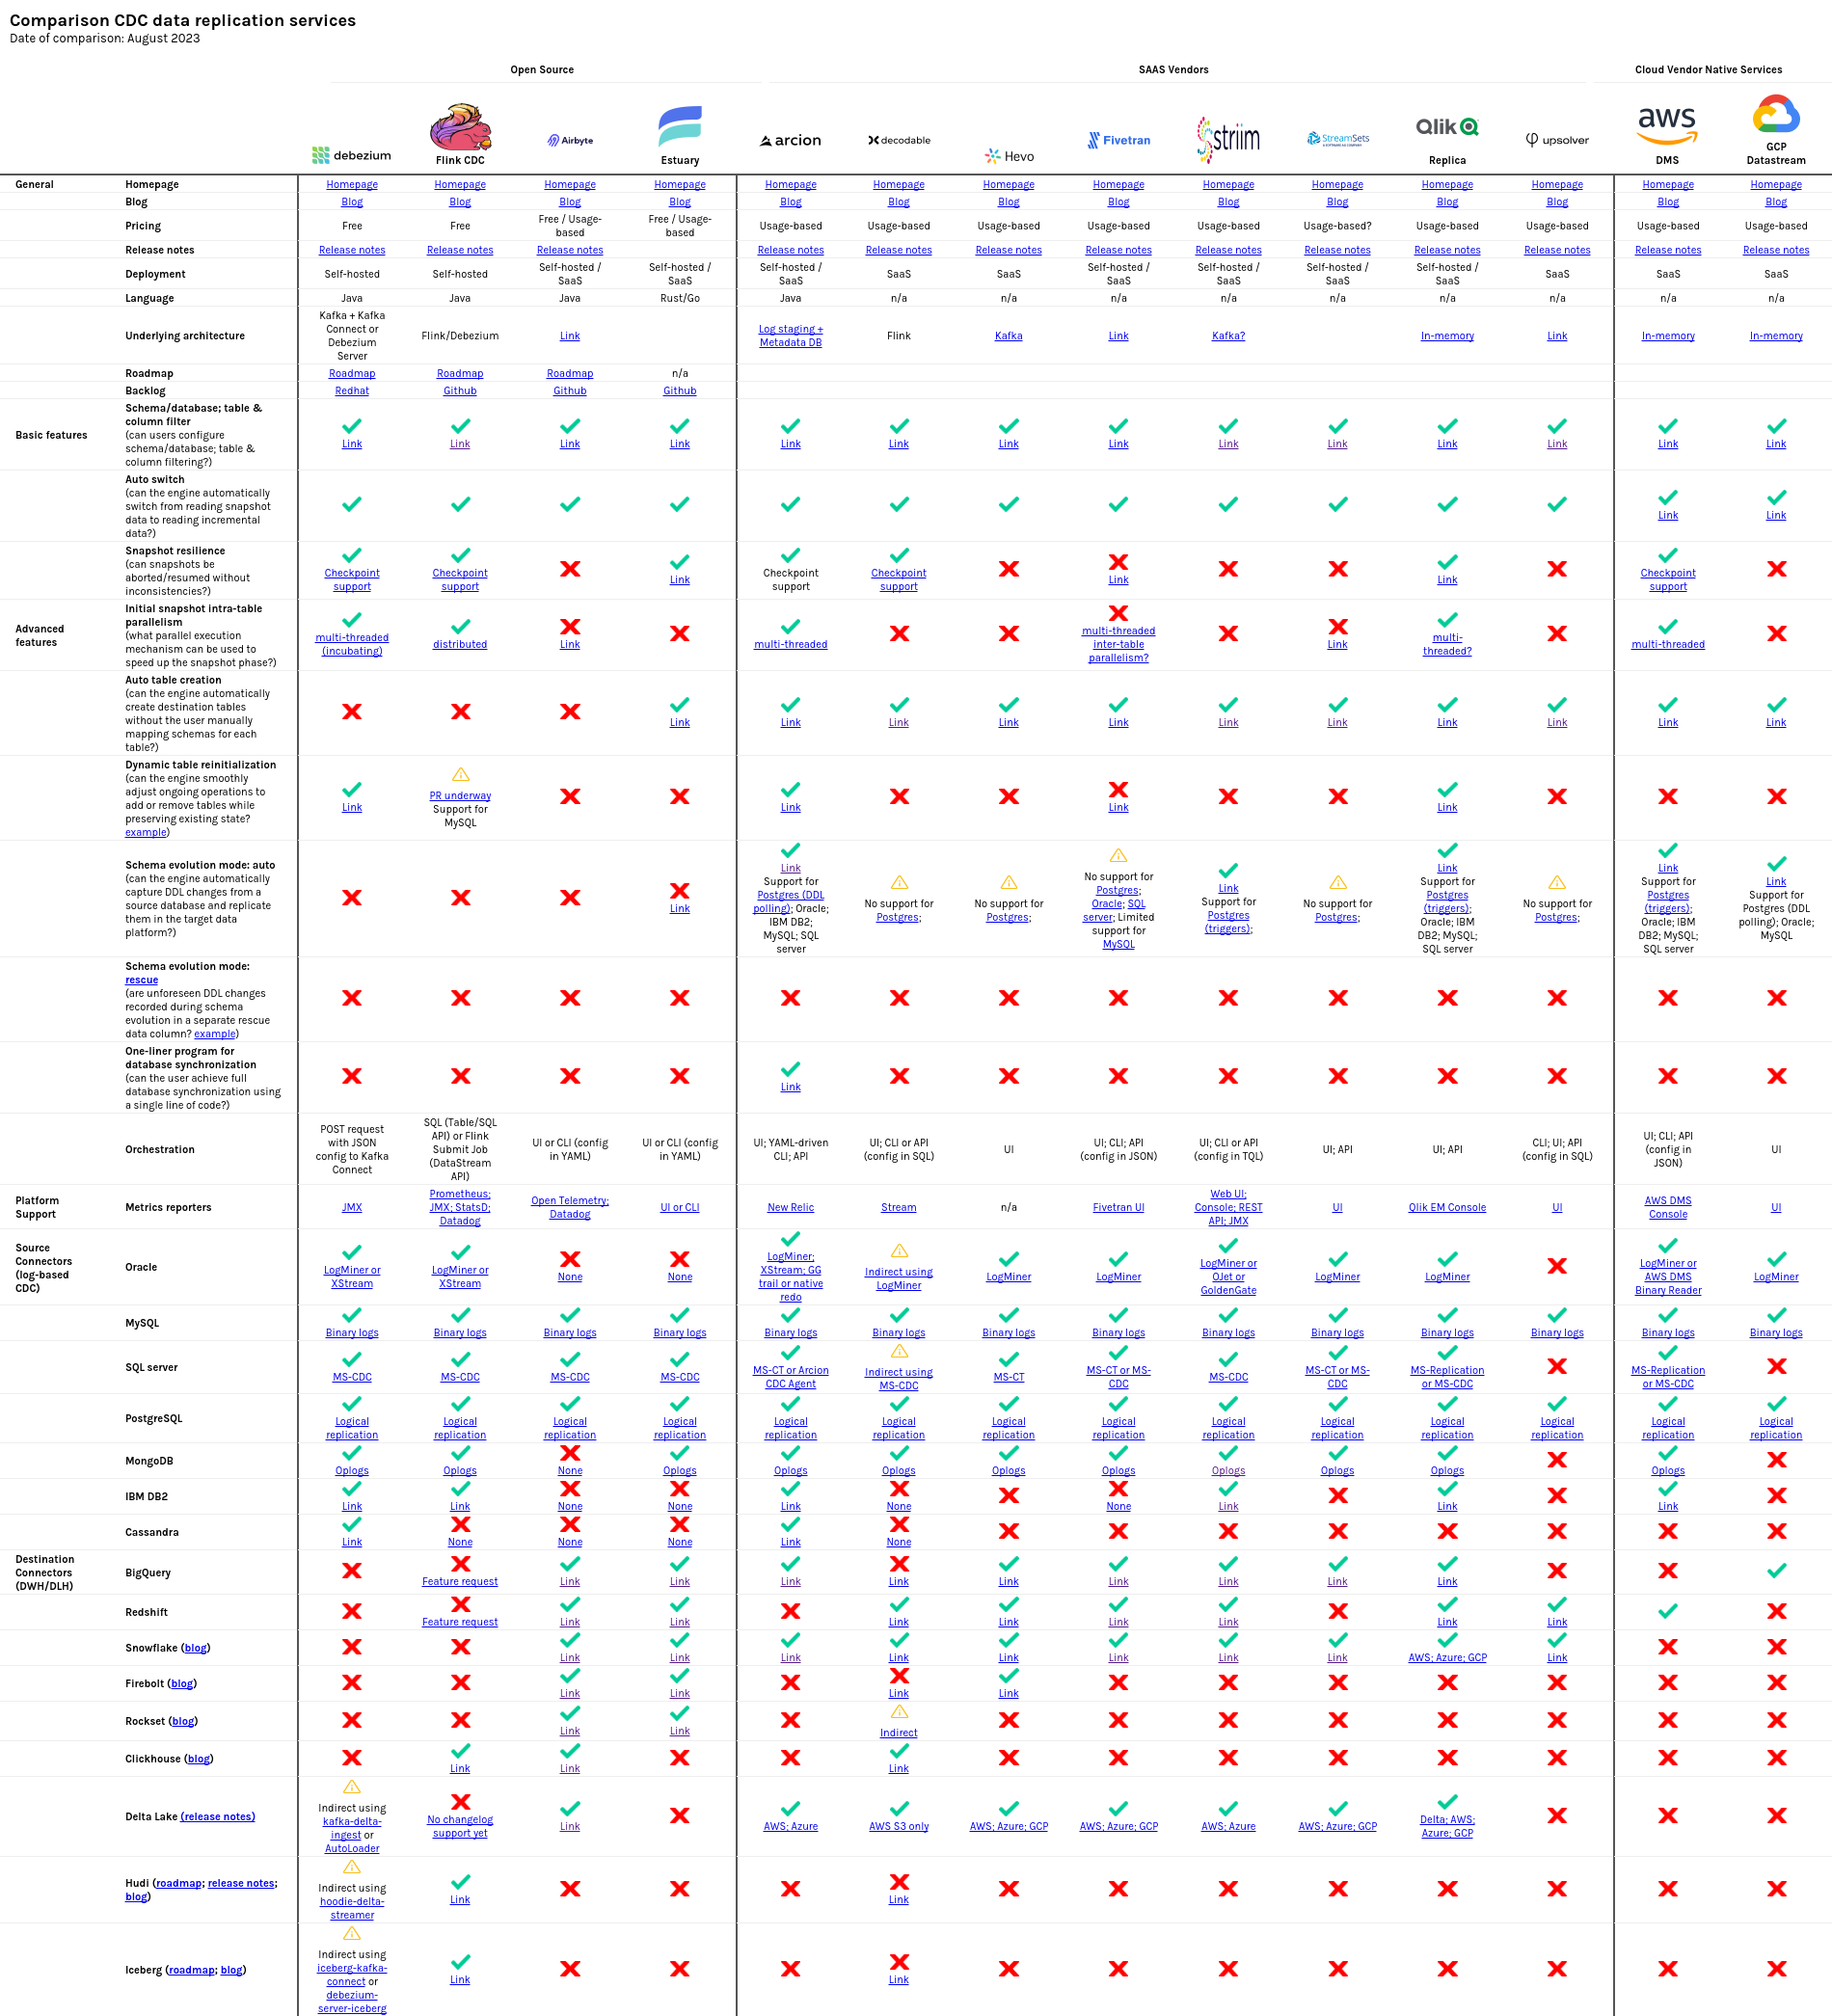 Comparison CDC data replication services
Date of comparison: August 2023
Open Source SAAS Vendors Cloud Vendor Native Services
debezium Flink CDC Airbyte Estuary arcion decodable Hevo Fivetran striim StreamSets Qlik Replica upsolver aws DMS GCP Datastream
General Homepage Homepage Homepage Homepage Homepage Homepage Homepage Homepage Homepage Homepage Homepage Homepage Homepage Homepage Homepage
Blog Blog Blog Blog Blog Blog Blog Blog Blog Blog Blog Blog Blog Blog Blog
Pricing Free Free Free / Usage-based Free / Usage-based Usage-based Usage-based Usage-based Usage-based Usage-based Usage-based? Usage-based Usage-based Usage-based Usage-based
Release notes Release notes Release notes Release notes Release notes Release notes Release notes Release notes Release notes Release notes Release notes Release notes Release notes Release notes
Deployment Self-hosted Self-hosted Self-hosted / SaaS Self-hosted / SaaS Self-hosted / SaaS SaaS SaaS Self-hosted / SaaS Self-hosted / SaaS Self-hosted / SaaS Self-hosted / SaaS SaaS SaaS SaaS
Language Java Java Java Rust/Go Java n/a n/a n/a n/a n/a n/a n/a n/a n/a
Underlying architecture Kafka + Kafka Connect or Debezium Server Flink/Debezium Link Log staging + Metadata DB Flink Kafka Link Kafka? In-memory Link In-memory In-memory
Roadmap Roadmap Roadmap Roadmap n/a
Backlog Redhat Github Github Github
Basic features Schema/database; table & column filter (can users configure schema/database; table & column filtering?) Link Link Link Link Link Link Link Link Link Link Link Link Link Link
Auto switch (can the engine automatically switch from reading snapshot data to reading incremental data?) Link Link
Snapshot resilience (can snapshots be aborted/resumed without inconsistencies?) Checkpoint support Checkpoint support Link Checkpoint support Checkpoint support Link Link Checkpoint support
Advanced features Initial snapshot intra-table parallelism (what parallel execution mechanism can be used to speed up the snapshot phase?) multi-threaded (incubating) distributed Link multi-threaded multi-threaded inter-table parallelism? Link multi-threaded? multi-threaded
Auto table creation (can the engine automatically create destination tables without the user manually mapping schemas for each table?) Link Link Link Link Link Link Link Link Link Link Link
Dynamic table reinitialization (can the engine smoothly adjust ongoing operations to add or remove tables while preserving existing state? example) Link PR underway Support for MySQL Link Link Link
Schema evolution mode: auto (can the engine automatically capture DDL changes from a source database and replicate them in the target data platform?) Link Link Support for Postgres (DDL polling); Oracle; IBM DB2; MySQL; SQL server No support for Postgres; No support for Postgres; No support for Postgres; Oracle; SQL server; Limited support for MySQL Link Support for Postgres (triggers); No support for Postgres; Link Support for Postgres (triggers); Oracle; IBM DB2; MySQL; SQL server No support for Postgres; Link Support for Postgres (triggers); Oracle; IBM DB2; MySQL; SQL server Link Support for Postgres (DDL polling); Oracle; MySQL
Schema evolution mode: rescue (are unforeseen DDL changes recorded during schema evolution in a separate rescue data column? example)
One-liner program for database synchronization (can the user achieve full database synchronization using a single line of code?) Link
Orchestration POST request with JSON config to Kafka Connect SQL (Table/SQL API) or Flink Submit Job (DataStream API) UI or CLI (config in YAML) UI or CLI (config in YAML) UI; YAML-driven CLI; API UI; CLI or API (config in SQL) UI UI; CLI; API (config in JSON) UI; CLI or API (config in TQL) UI; API UI; API CLI; UI; API (config in SQL) UI; CLI; API (config in JSON) UI
Platform Support Metrics reporters JMX Prometheus; JMX; StatsD; Datadog Open Telemetry; Datadog UI or CLI New Relic Stream n/a Fivetran UI Web UI; Console; REST API; JMX UI Qlik EM Console UI AWS DMS Console UI
Source Connectors (log-based CDC) Oracle LogMiner or XStream LogMiner or XStream None None LogMiner; XStream; GG trail or native redo Indirect using LogMiner LogMiner LogMiner LogMiner or OJet or GoldenGate LogMiner LogMiner LogMiner or AWS DMS Binary Reader LogMiner
MySQL Binary logs Binary logs Binary logs Binary logs Binary logs Binary logs Binary logs Binary logs Binary logs Binary logs Binary logs Binary logs Binary logs Binary logs
SQL server MS-CDC MS-CDC MS-CDC MS-CDC MS-CT or Arcion CDC Agent Indirect using MS-CDC MS-CT MS-CT or MS-CDC MS-CDC MS-CT or MS-CDC MS-Replication or MS-CDC MS-Replication or MS-CDC
PostgreSQL Logical replication Logical replication Logical replication Logical replication Logical replication Logical replication Logical replication Logical replication Logical replication Logical replication Logical replication Logical replication Logical replication Logical replication
MongoDB Oplogs Oplogs None Oplogs Oplogs Oplogs Oplogs Oplogs Oplogs Oplogs Oplogs Oplogs
IBM DB2 Link Link None None Link None None Link Link Link
Cassandra Link None None None Link None
Destination Connectors (DWH/DLH) BigQuery Feature request Link Link Link Link Link Link Link Link Link
Redshift Feature request Link Link Link Link Link Link Link Link
Snowflake (blog) Link Link Link Link Link Link Link Link AWS; Azure; GCP Link
Firebolt (blog) Link Link Link Link
Rockset (blog) Link Link Indirect
Clickhouse (blog) Link Link Link
Delta Lake (release notes) Indirect using kafka-delta-ingest or AutoLoader No changelog support yet Link AWS; Azure AWS S3 only AWS; Azure; GCP AWS; Azure; GCP AWS; Azure AWS; Azure; GCP Delta; AWS; Azure; GCP
Hudi (roadmap; release notes; blog) Indirect using hoodie-delta-streamer Link Link
Iceberg (roadmap; blog) Indirect using iceberg-kafka-connect or debezium-server-iceberg Link Link